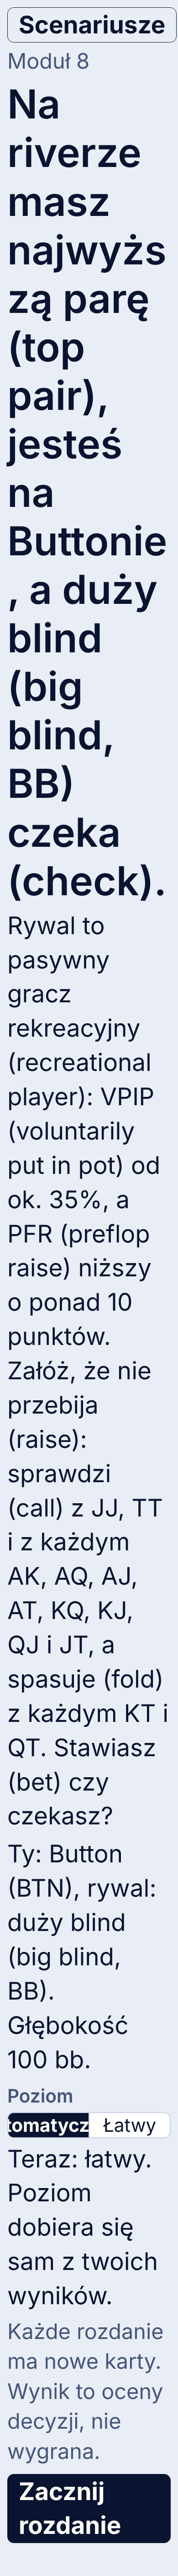 Scenariusze
Moduł 8
Na
riverze
masz
najwyżs
zą parę
(top
pair),
jesteś
na
Buttonie
, a duży
blind
(big
blind,
BB)
czeka
(check).
Rywal to
pasywny
gracz
rekreacyjny
(recreational
player): VPIP
(voluntarily
put in pot) od
ok. 35%, a
PFR (preflop
raise) niższy
o ponad 10
punktów.
Załóż, że nie
przebija
(raise):
sprawdzi
(call) z JJ, TT
i z każdym
AK, AQ, AJ,
AT, KQ, KJ,
QJ i JT, a
spasuje (fold)
z każdym KT i
QT. Stawiasz
(bet) czy
czekasz?
Ty: Button
(BTN), rywal:
duży blind
(big blind,
BB).
Głębokość
100 bb.
Poziom
tomatycz Łatwy
Teraz: łatwy.
Poziom
dobiera się
sam z twoich
wyników.
Każde rozdanie
ma nowe karty.
Wynik to oceny
decyzji, nie
wygrana.
Zacznij
rozdanie